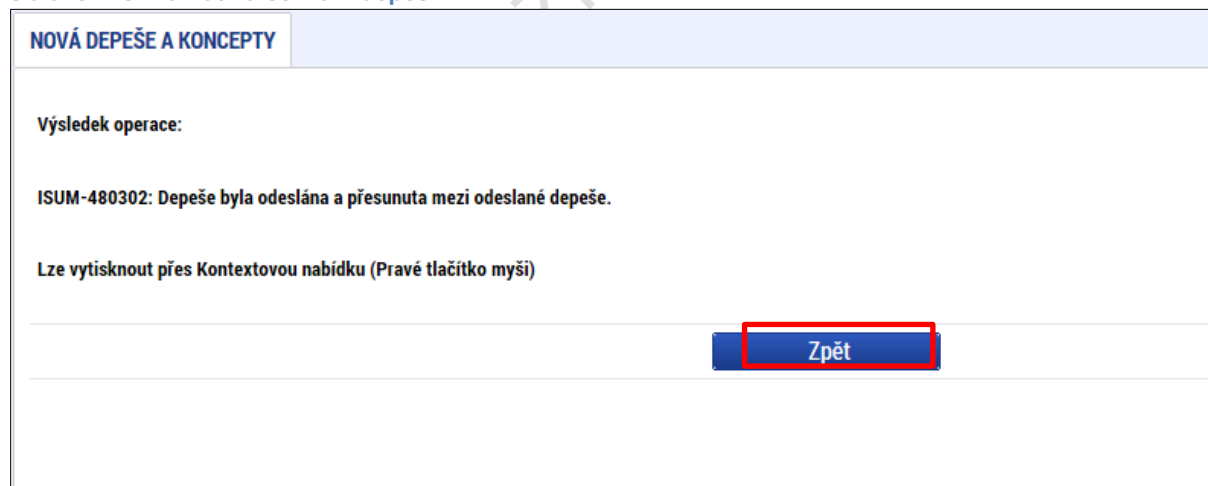 NOVÁ DEPEŠE A KONCEPTY
Výsledek operace:
ISUM-480302: Depeše byla odeslána a přesunuta mezi odeslané depeše.
Lze vytisknout přes Kontextovou nabídku (Pravé tlačítko myši)
Zpět